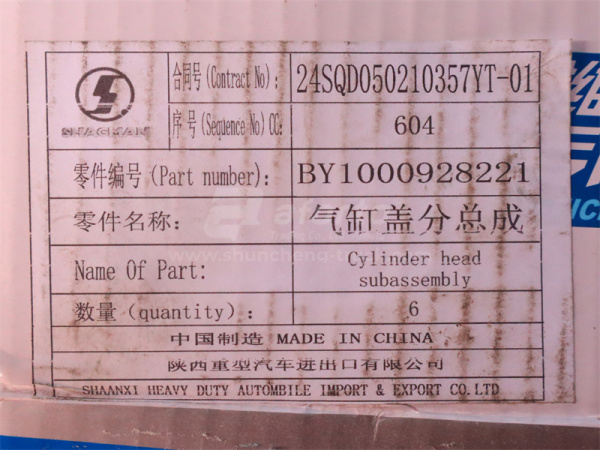 SHACMAN
合同号(Contract No):
24SQD050210357YT-01
序号(Sequence No)CC:
604
零件编号(Part number):
BY1000928221
零件名称:
气缸盖分总成
Name Of Part:
Cylinder head
subassembly
数量(quantity):
6
中国制造 MADE IN CHINA
陕西重型汽车进出口有限公司
SHAANXI HEAVY DUTY AUTOMBILE IMPORT & EXPORT CO.LTD